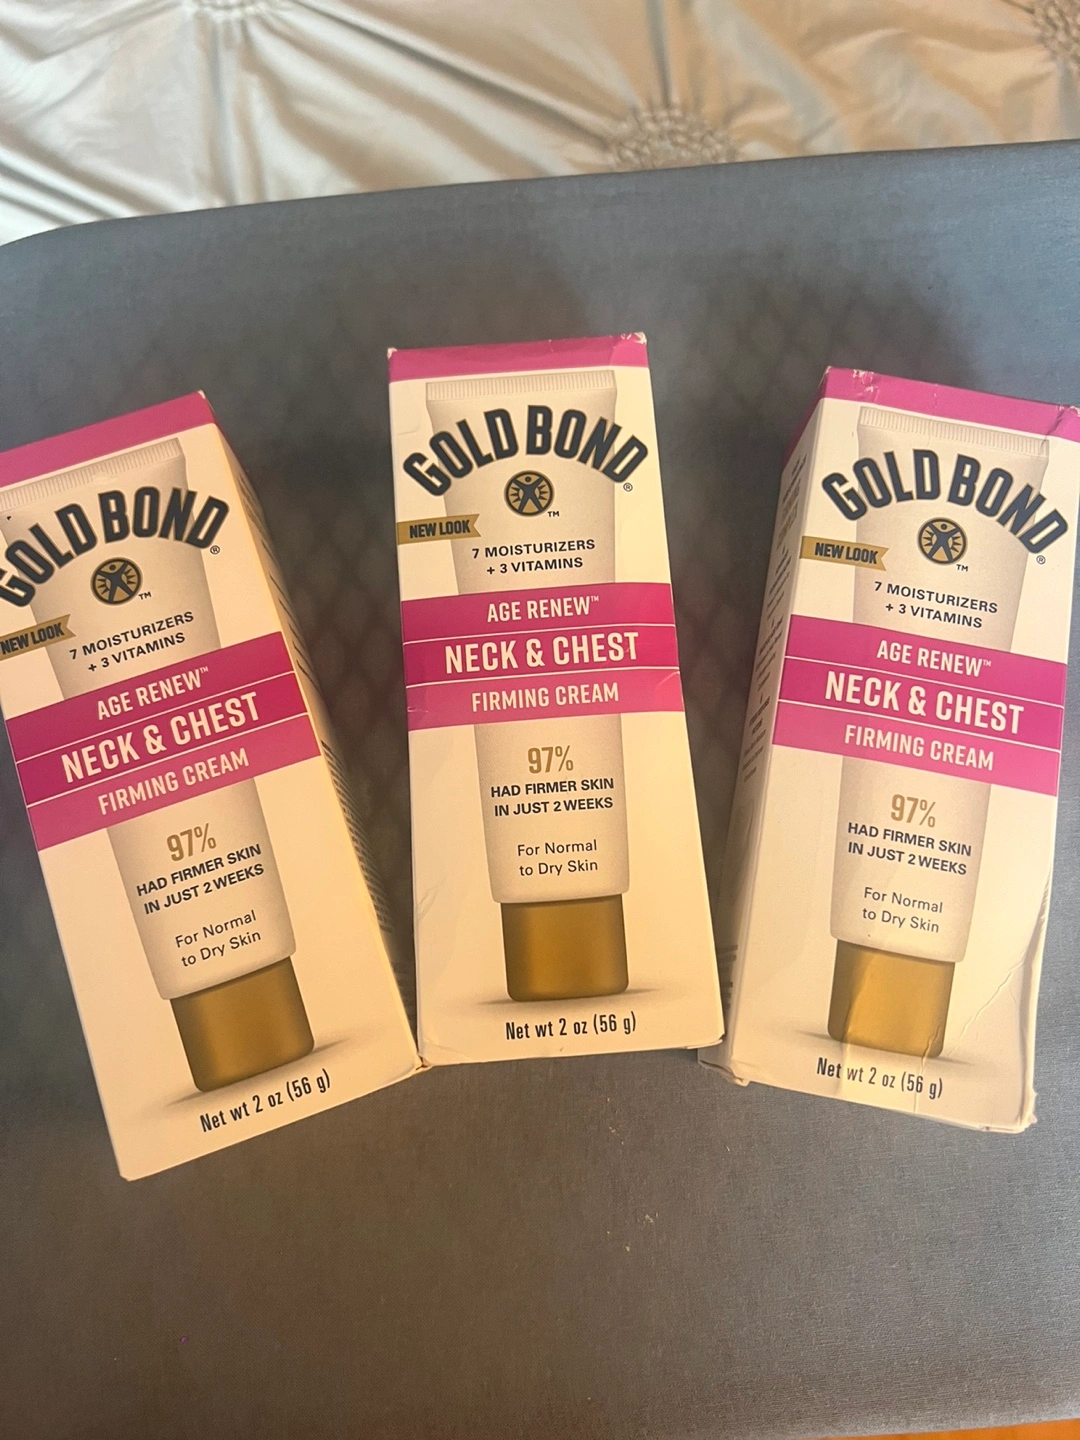 GOLD BOND®
TM
NEW LOOK
7 MOISTURIZERS
+ 3 VITAMINS
AGE RENEW™
NECK & CHEST
FIRMING CREAM
97%
HAD FIRMER SKIN
IN JUST 2 WEEKS
For Normal
to Dry Skin
Net wt 2 oz (56 g)
GOLD BOND®
TM
NEW LOOK
7 MOISTURIZERS
+ 3 VITAMINS
AGE RENEW™
NECK & CHEST
FIRMING CREAM
97%
HAD FIRMER SKIN
IN JUST 2 WEEKS
For Normal
to Dry Skin
Net wt 2 oz (56 g)
GOLD BOND®
TM
NEW LOOK
7 MOISTURIZERS
+ 3 VITAMINS
AGE RENEW™
NECK & CHEST
FIRMING CREAM
97%
HAD FIRMER SKIN
IN JUST 2 WEEKS
For Normal
to Dry Skin
Net wt 2 oz (56 g)